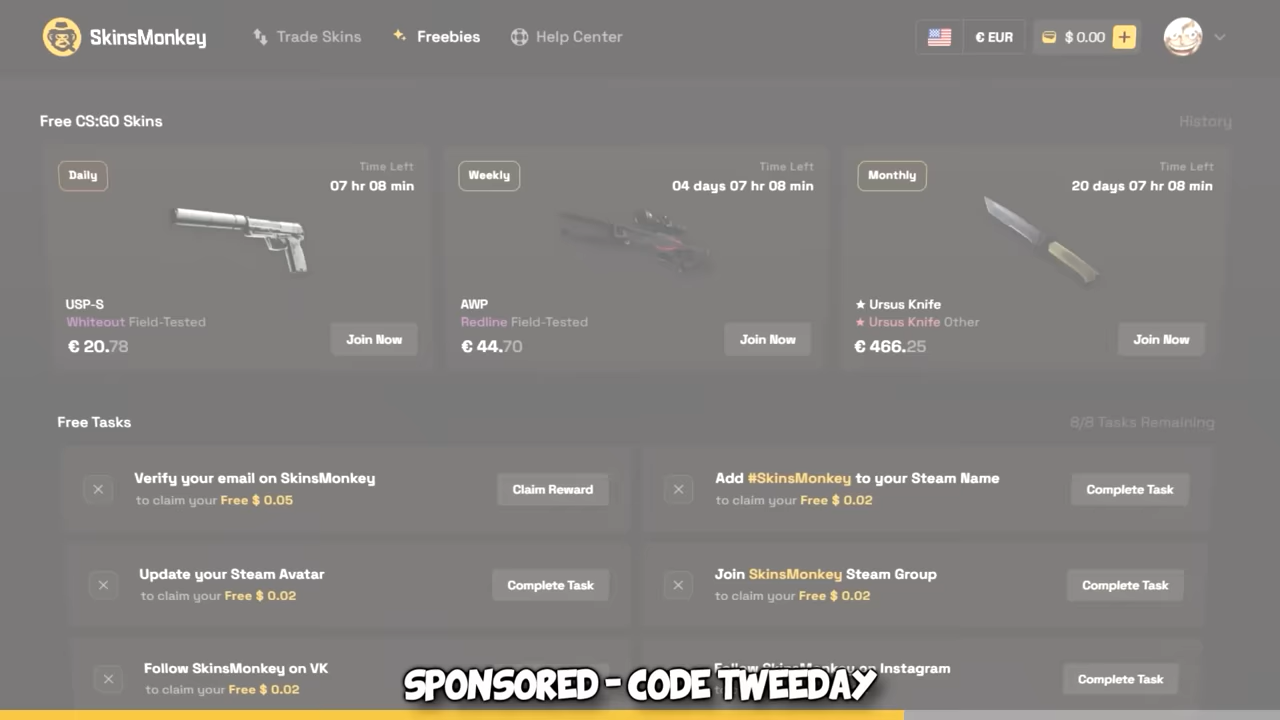 SkinsMonkey Trade Skins Freebies Help Center € EUR $ 0.00 +
Free CS:GO Skins History
Daily Time Left
07 hr 08 min
Weekly Time Left
04 days 07 hr 08 min
Monthly Time Left
20 days 07 hr 08 min
USP-S
Whiteout Field-Tested
€ 20.78
Join Now
AWP
Redline Field-Tested
€ 44.70
Join Now
★ Ursus Knife
★ Ursus Knife Other
€ 466.25
Join Now
Free Tasks 8/8 Tasks Remaining
Verify your email on SkinsMonkey
to claim your Free $ 0.05
Claim Reward
Add #SkinsMonkey to your Steam Name
to claim your Free $ 0.02
Complete Task
Update your Steam Avatar
to claim your Free $ 0.02
Complete Task
Join SkinsMonkey Steam Group
to claim your Free $ 0.02
Complete Task
Follow SkinsMonkey on VK
to claim your Free $ 0.02
Follow SkinsMonkey on Instagram
Complete Task
SPONSORED - CODE TWEEDAY